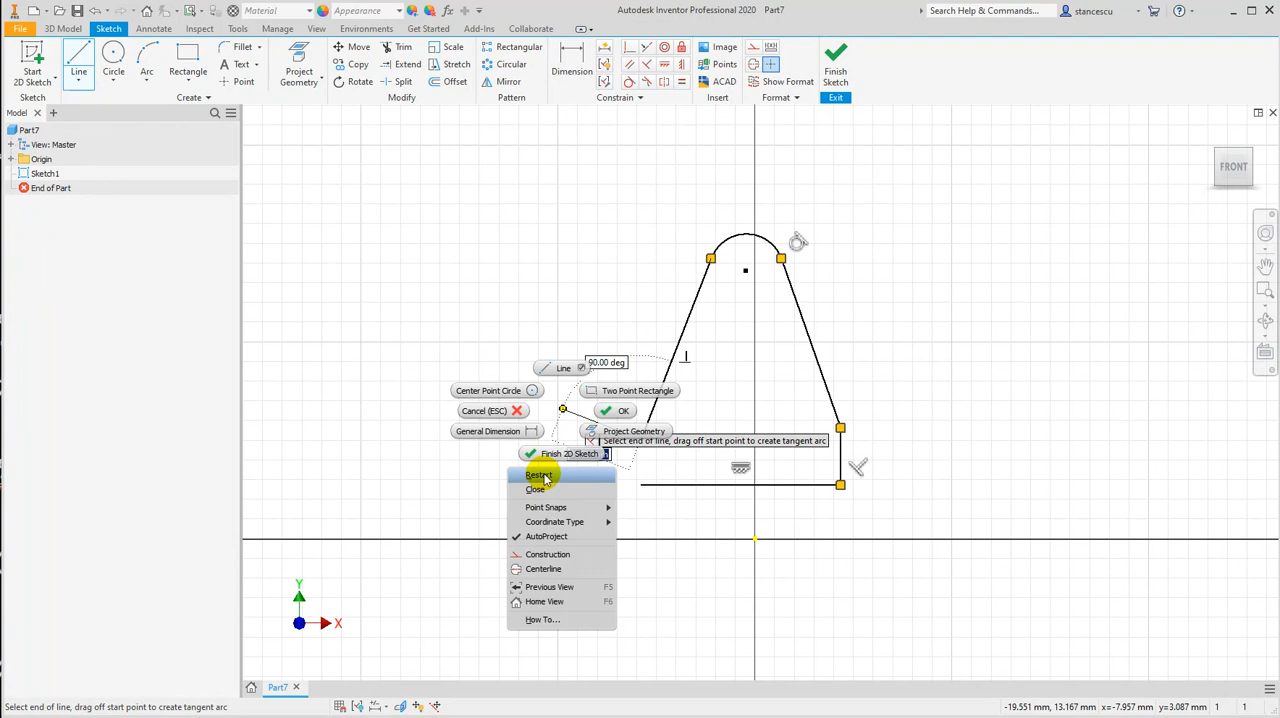 Material
Appearance
Autodesk Inventor Professional 2020 Part7
Search Help & Commands...
stancescu
PRO
File 3D Model Sketch Annotate Inspect Tools Manage View Environments Get Started Add-Ins Collaborate
Start
2D Sketch
Line
Circle
Arc
Rectangle
Fillet
Text
Point
Project
Geometry
Move Trim Scale
Copy Extend Stretch
Rotate Split Offset
Rectangular
Circular
Mirror
Dimension
Image
Points
ACAD
Show Format
Finish
Sketch
Sketch Create Modify Pattern Constrain Insert Format Exit
Model
Part7
View: Master
Origin
Sketch1
End of Part
FRONT
90.00 deg
Line
Center Point Circle
Two Point Rectangle
Cancel (ESC)
OK
General Dimension
Project Geometry
Select end of line, drag off start point to create tangent arc
Finish 2D Sketch
Restart
Close
Point Snaps
Coordinate Type
AutoProject
Construction
Centerline
Previous View F5
Home View F6
How To...
Y
X
Part7
Select end of line, drag off start point to create tangent arc
-19.551 mm, 13.167 mm x=-7.957 y=3.087 1 1